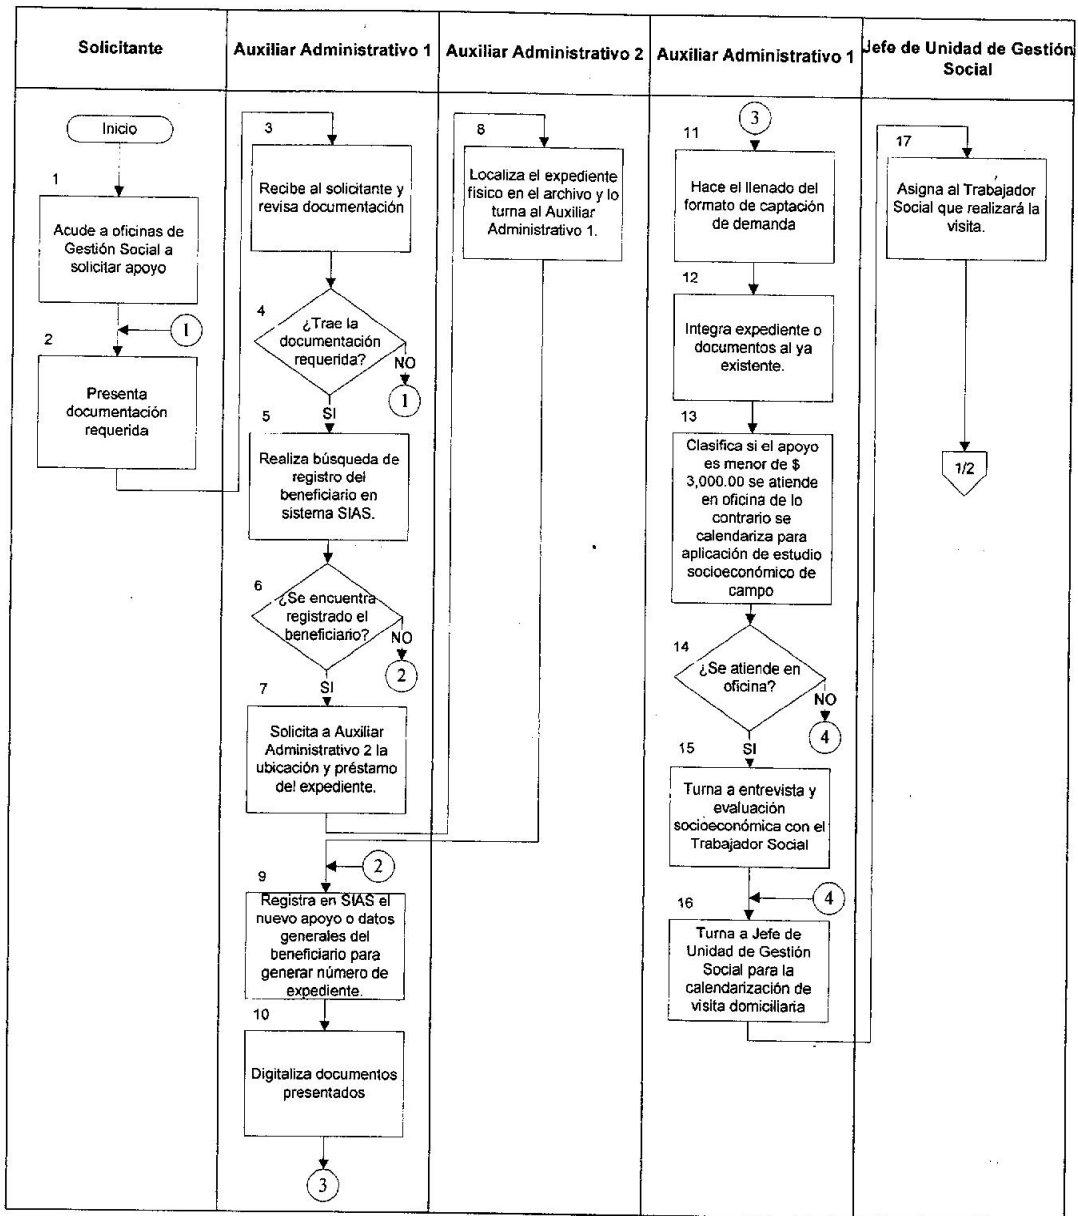 Solicitante
Auxiliar Administrativo 1
Auxiliar Administrativo 2
Auxiliar Administrativo 1
Jefe de Unidad de Gestión
Social
Inicio
1
Acude a oficinas de
Gestión Social a
solicitar apoyo
1
2
Presenta
documentación
requerida
3
Recibe al solicitante y
revisa documentación
4
¿Trae la
documentación
requerida?
NO
1
SI
5
Realiza búsqueda de
registro del
beneficiario en
sistema SIAS.
6
¿Se encuentra
registrado el
beneficiario?
NO
2
SI
7
Solicita a Auxiliar
Administrativo 2 la
ubicación y préstamo
del expediente.
2
9
Registra en SIAS el
nuevo apoyo o datos
generales del
beneficiario para
generar número de
expediente.
10
Digitaliza documentos
presentados
3
8
Localiza el expediente
físico en el archivo y lo
turna al Auxiliar
Administrativo 1.
3
11
Hace el llenado del
formato de captación
de demanda
12
Integra expediente o
documentos al ya
existente.
13
Clasifica si el apoyo
es menor de $
3,000.00 se atiende
en oficina de lo
contrario se
calendariza para
aplicación de estudio
socioeconómico de
campo
14
¿Se atiende en
oficina?
NO
4
SI
15
Turna a entrevista y
evaluación
socioeconómica con el
Trabajador Social
4
16
Turna a Jefe de
Unidad de Gestión
Social para la
calendarización de
visita domiciliaria
17
Asigna al Trabajador
Social que realizará la
visita.
1/2